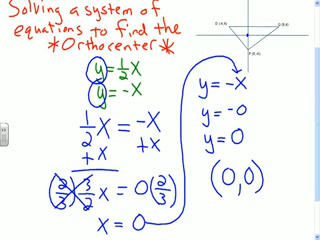 Solving a system of
equations to find the
*Orthocenter*
y = 1/2 X
y = -X
1/2 X = -X
+X +X
(2/3) 3/2 X = 0(2/3)
X = 0
y = -X
y = -0
y = 0
(0,0)